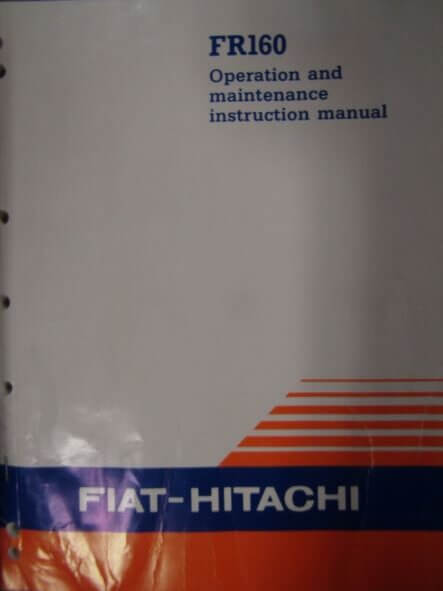 FR160
Operation and
maintenance
instruction manual
FIAT-HITACHI